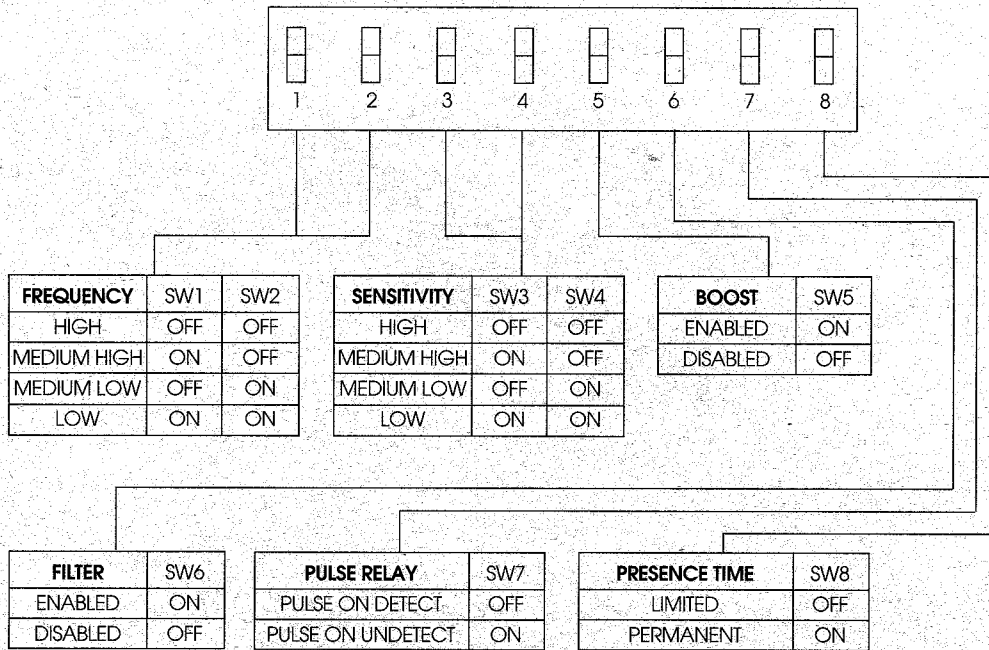 1 2 3 4 5 6 7 8
FREQUENCY SW1 SW2
HIGH OFF OFF
MEDIUM HIGH ON OFF
MEDIUM LOW OFF ON
LOW ON ON
SENSITIVITY SW3 SW4
HIGH OFF OFF
MEDIUM HIGH ON OFF
MEDIUM LOW OFF ON
LOW ON ON
BOOST SW5
ENABLED ON
DISABLED OFF
FILTER SW6
ENABLED ON
DISABLED OFF
PULSE RELAY SW7
PULSE ON DETECT OFF
PULSE ON UNDETECT ON
PRESENCE TIME SW8
LIMITED OFF
PERMANENT ON